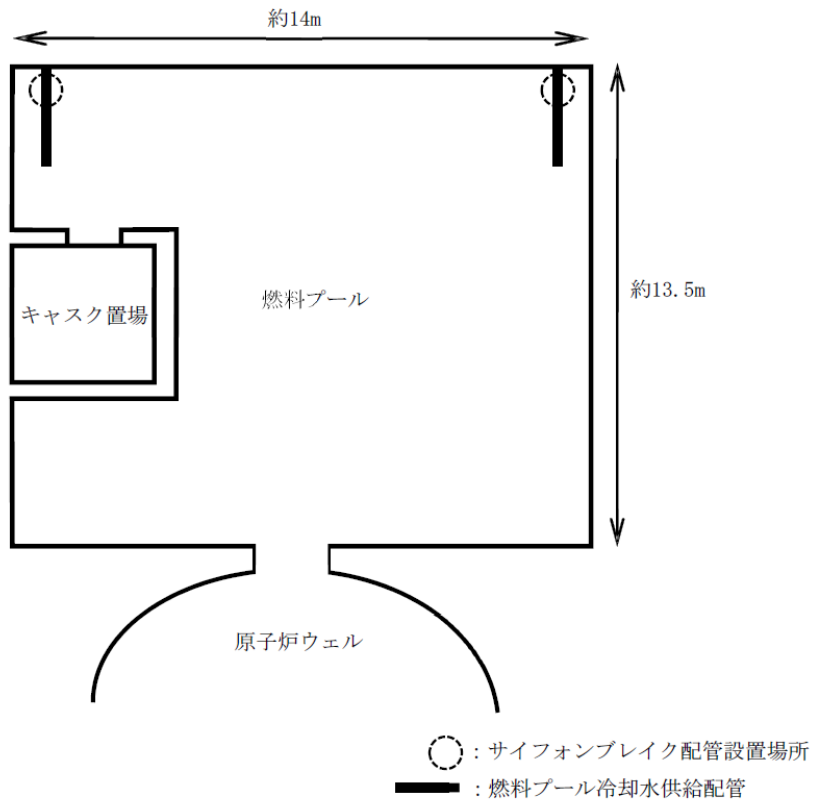 約14m
燃料プール
約13.5m
キャスク置場
原子炉ウェル
：サイフォンブレイク配管設置場所
：燃料プール冷却水供給配管